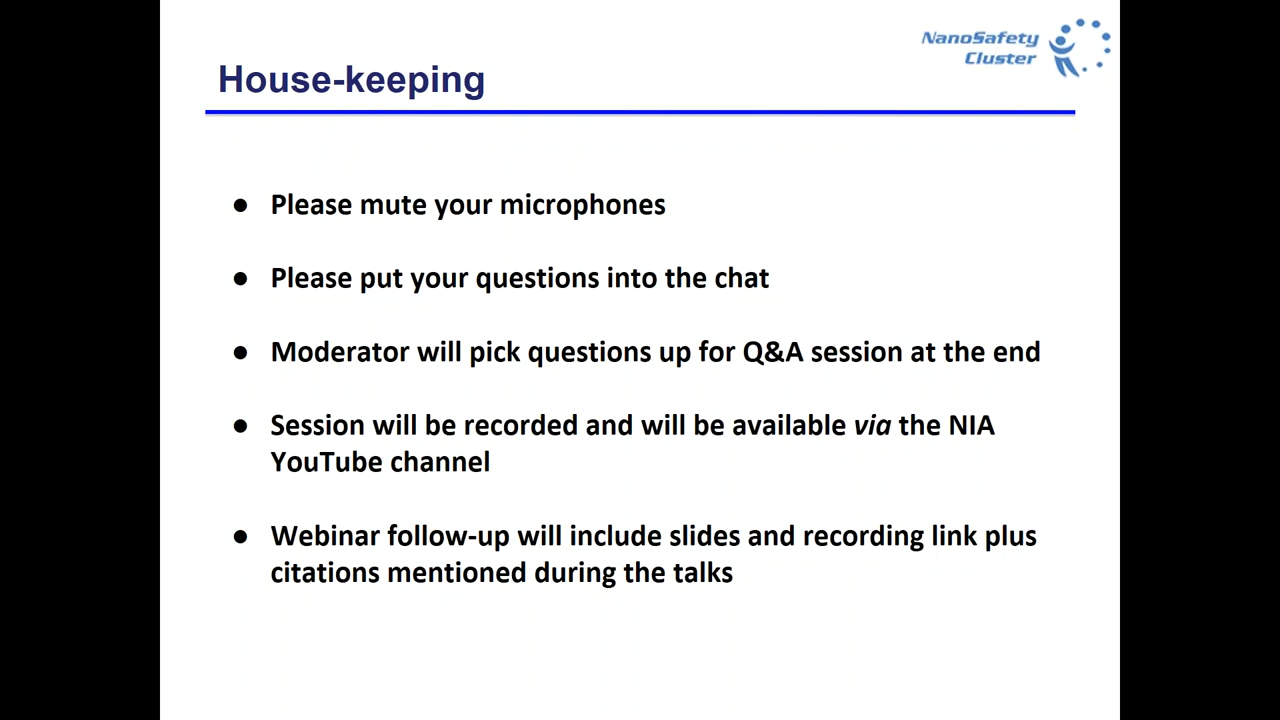 NanoSafety
Cluster
House-keeping
● Please mute your microphones
● Please put your questions into the chat
● Moderator will pick questions up for Q&A session at the end
● Session will be recorded and will be available via the NIA
YouTube channel
● Webinar follow-up will include slides and recording link plus
citations mentioned during the talks